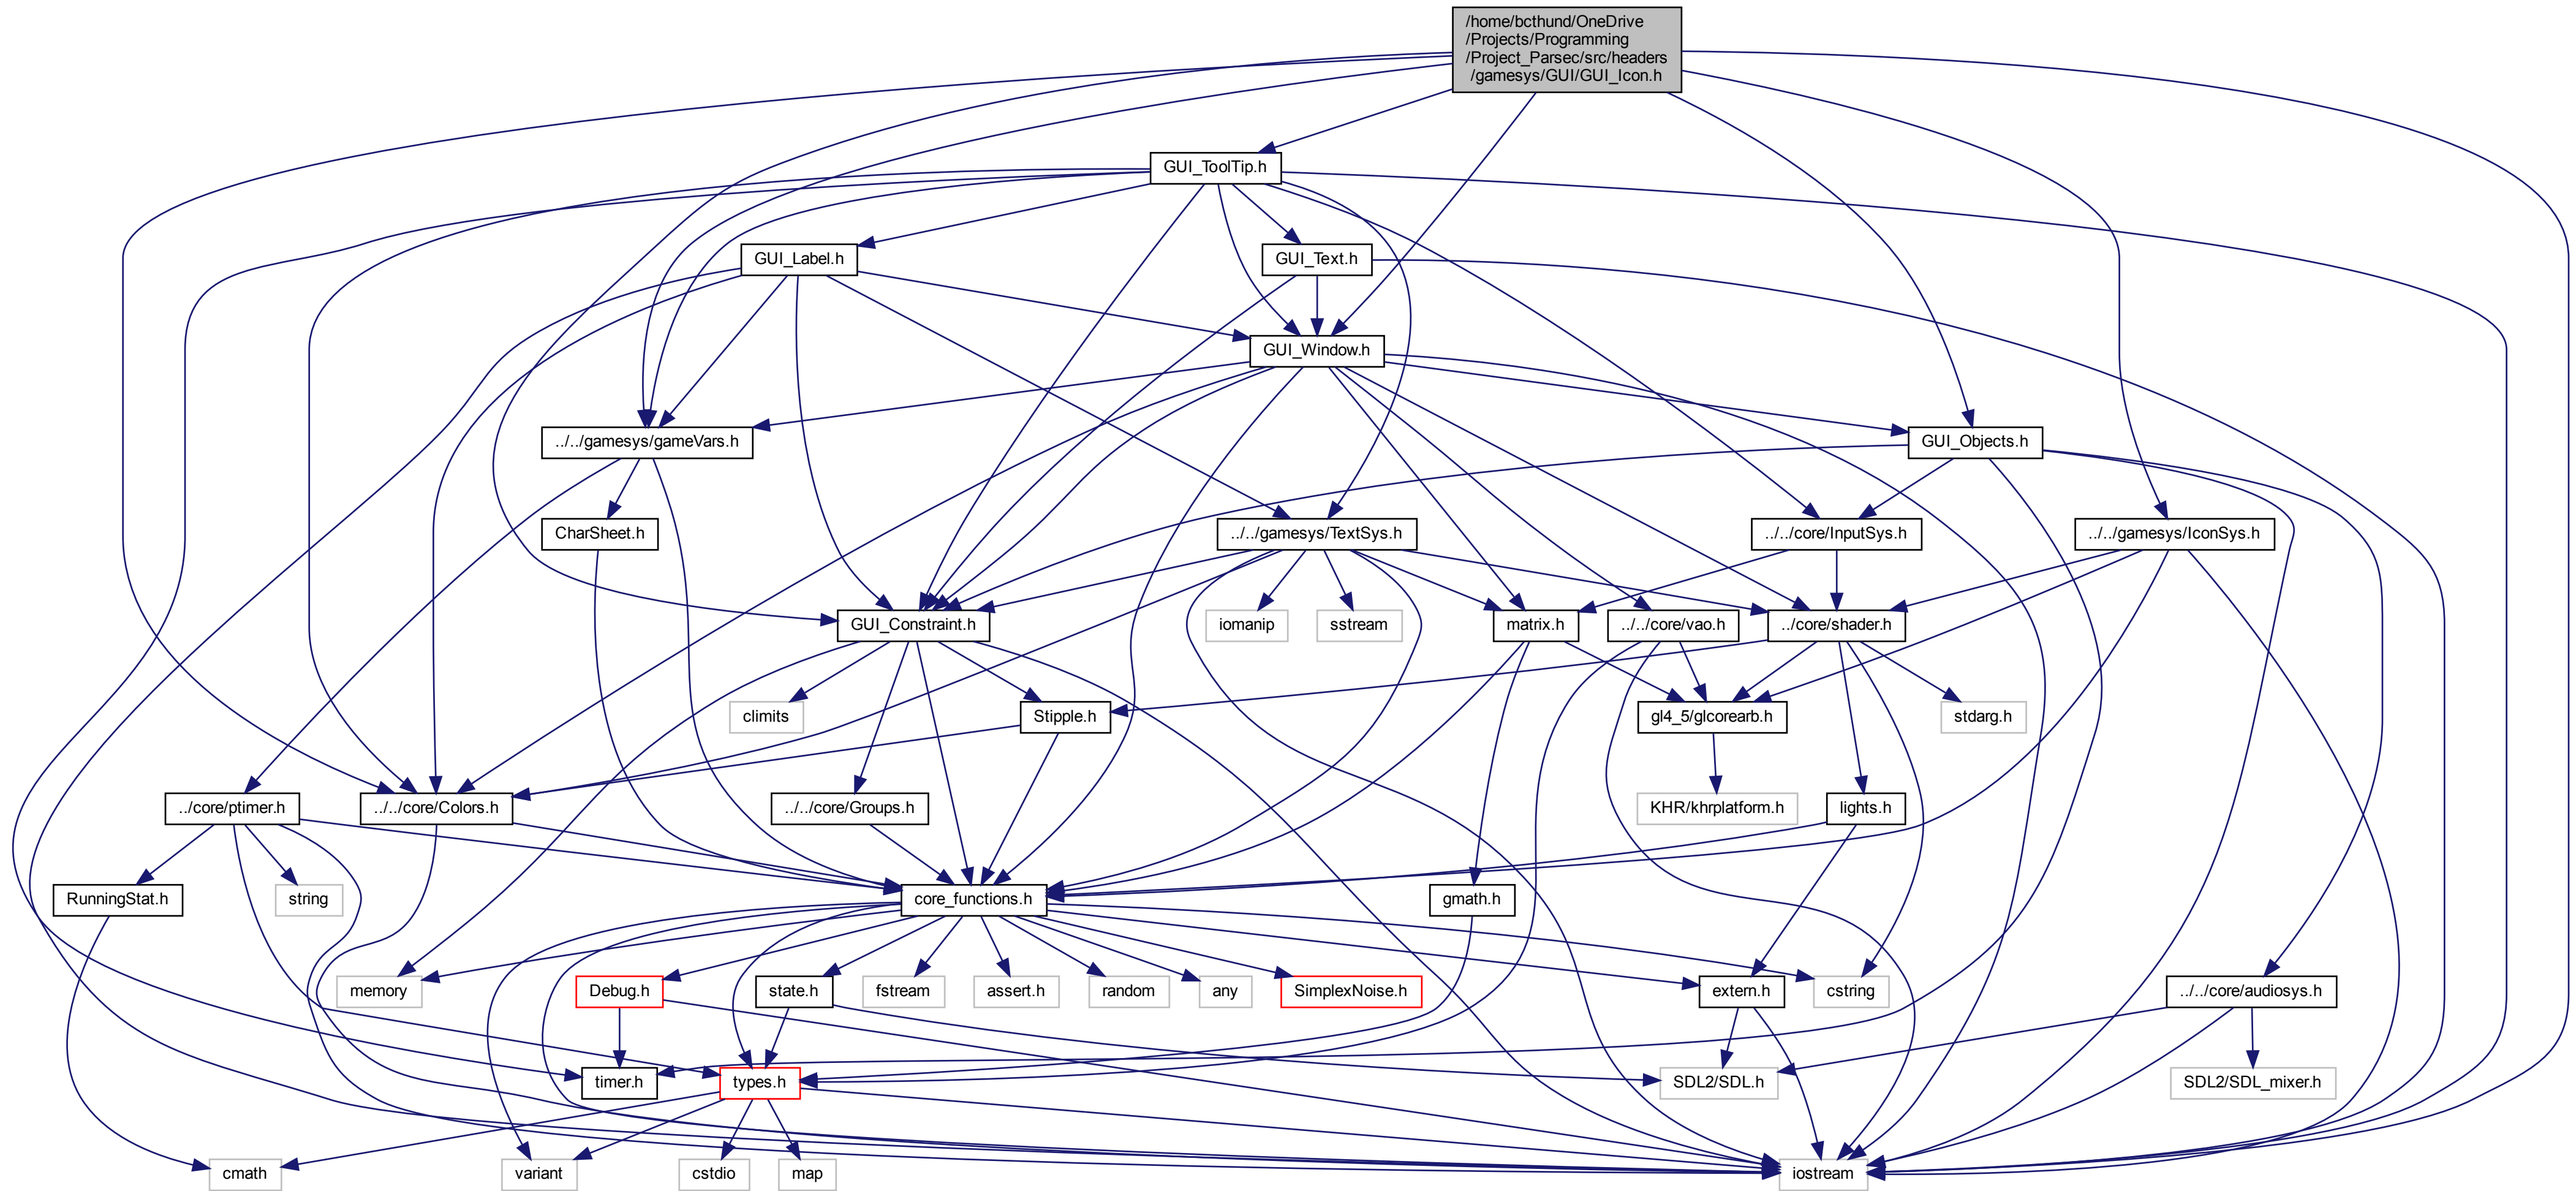 /home/bcthund/OneDrive
/Projects/Programming
/Project_Parsec/src/headers
/gamesys/GUI/GUI_Icon.h
GUI_ToolTip.h
GUI_Label.h
GUI_Text.h
GUI_Window.h
../../gamesys/gameVars.h
GUI_Objects.h
CharSheet.h
../../gamesys/TextSys.h
../../core/InputSys.h
../../gamesys/IconSys.h
GUI_Constraint.h
iomanip
sstream
matrix.h
../../core/vao.h
../core/shader.h
climits
Stipple.h
gl4_5/glcorearb.h
stdarg.h
../core/ptimer.h
../../core/Colors.h
../../core/Groups.h
KHR/khrplatform.h
lights.h
RunningStat.h
string
core_functions.h
gmath.h
memory
Debug.h
state.h
fstream
assert.h
random
any
SimplexNoise.h
extern.h
cstring
../../core/audiosys.h
timer.h
types.h
SDL2/SDL.h
SDL2/SDL_mixer.h
cmath
variant
cstdio
map
iostream